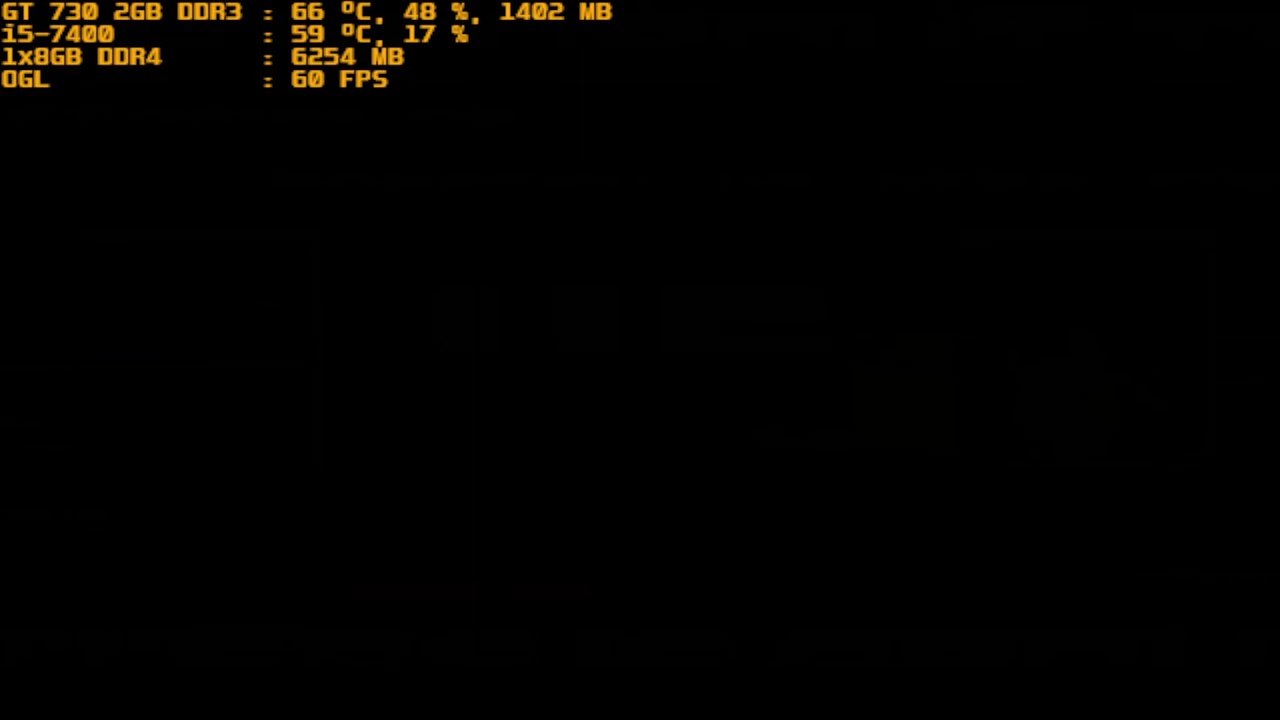 GT 730 2GB DDR3 : 66 ºC, 48 %, 1402 MB
i5-7400 : 59 ºC, 17 %
1x8GB DDR4 : 6254 MB
OGL : 60 FPS